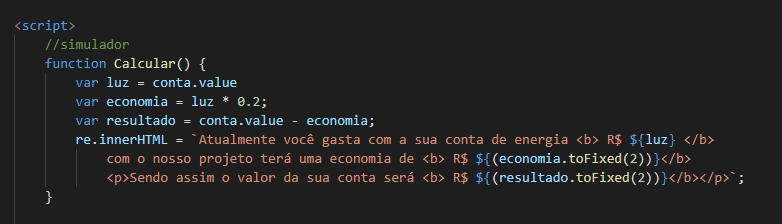 <script>
//simulador
function Calcular() {
var luz = conta.value
var economia = luz * 0.2;
var resultado = conta.value - economia;
re.innerHTML = `Atualmente você gasta com a sua conta de energia <b> R$ ${luz} </b>
com o nosso projeto terá uma economia de <b> R$ ${(economia.toFixed(2))}</b>
<p>Sendo assim o valor da sua conta será <b> R$ ${(resultado.toFixed(2))}</b></p>`;
}